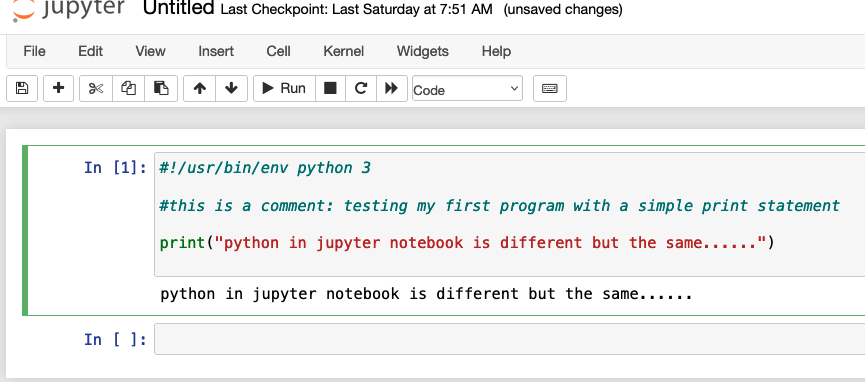 jupyter Untitled Last Checkpoint: Last Saturday at 7:51 AM (unsaved changes)
File Edit View Insert Cell Kernel Widgets Help
Run Code
In [1]: #!/usr/bin/env python 3
#this is a comment: testing my first program with a simple print statement
print("python in jupyter notebook is different but the same......")
python in jupyter notebook is different but the same......
In [ ]: